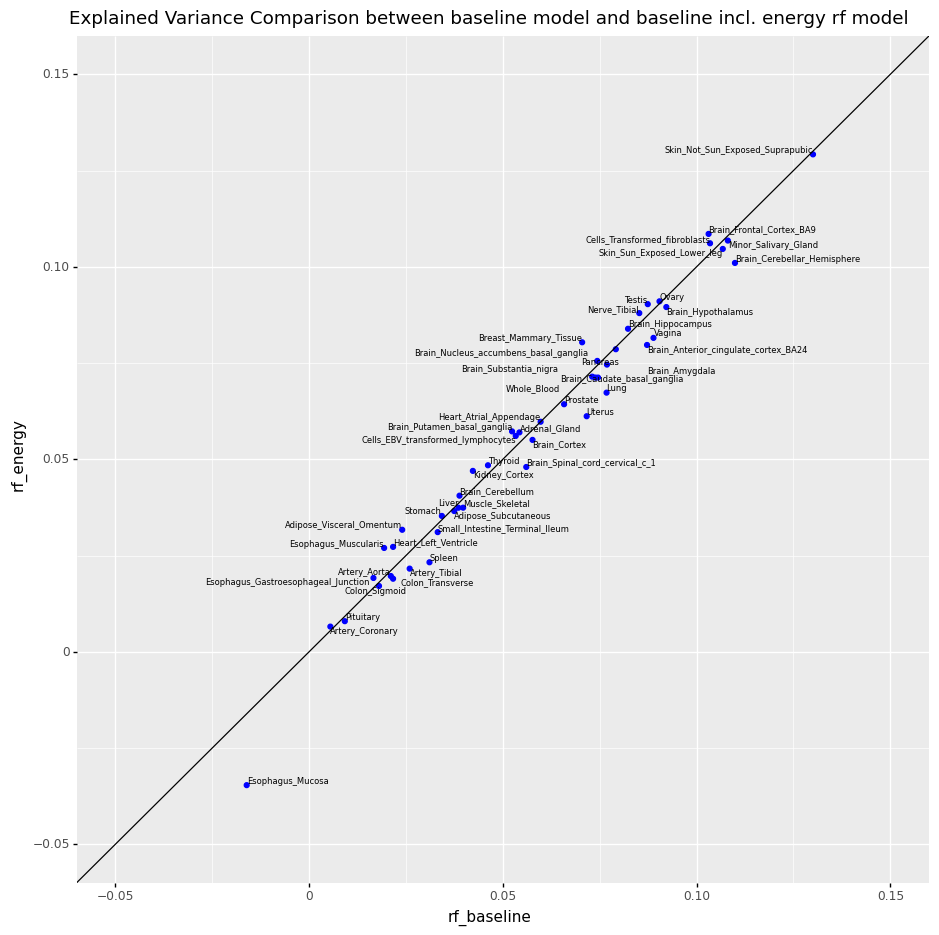 Explained Variance Comparison between baseline model and baseline incl. energy rf model
0.15
Skin_Not_Sun_Exposed_Suprapubic
Brain_Frontal_Cortex_BA9
Cells_Transformed_fibroblasts
Minor_Salivary_Gland
Skin_Sun_Exposed_Lower_leg
Brain_Cerebellar_Hemisphere
0.10
Testis
Ovary
Nerve_Tibial
Brain_Hypothalamus
Brain_Hippocampus
Vagina
Breast_Mammary_Tissue
Brain_Anterior_cingulate_cortex_BA24
Brain_Nucleus_accumbens_basal_ganglia
Pancreas
Brain_Substantia_nigra
Brain_Amygdala
Brain_Caudate_basal_ganglia
Whole_Blood
Lung
Prostate
Uterus
Heart_Atrial_Appendage
Brain_Putamen_basal_ganglia
Adrenal_Gland
Cells_EBV_transformed_lymphocytes
Brain_Cortex
0.05
Thyroid
Brain_Spinal_cord_cervical_c_1
Kidney_Cortex
Brain_Cerebellum
Liver
Muscle_Skeletal
Stomach
Adipose_Subcutaneous
Adipose_Visceral_Omentum
Small_Intestine_Terminal_Ileum
Esophagus_Muscularis
Heart_Left_Ventricle
Spleen
Artery_Aorta
Artery_Tibial
Esophagus_Gastroesophageal_Junction
Colon_Transverse
Colon_Sigmoid
Pituitary
Artery_Coronary
0
Esophagus_Mucosa
−0.05
−0.05
0
0.05
0.10
0.15
rf_baseline
rf_energy